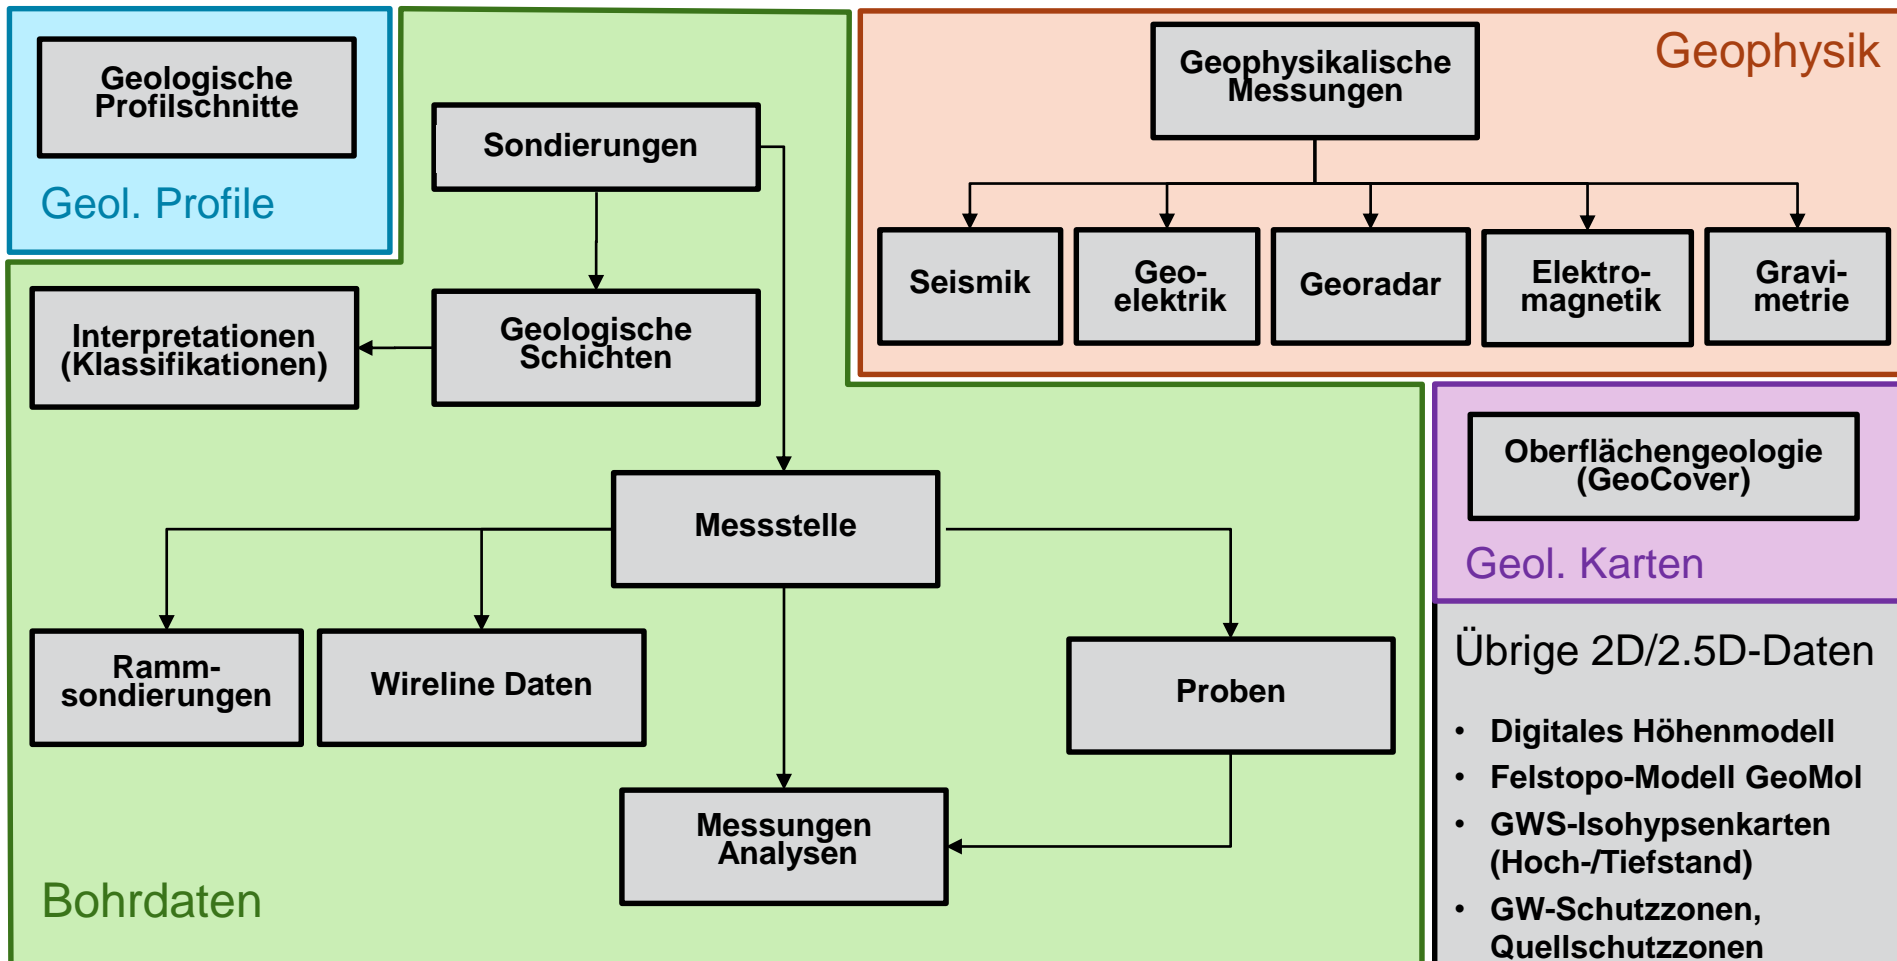 Geologische
Profilschnitte
Geol. Profile
Sondierungen
Geologische
Schichten
Interpretationen
(Klassifikationen)
Messstelle
Ramm-
sondierungen
Wireline Daten
Proben
Messungen
Analysen
Bohrdaten
Geophysik
Geophysikalische
Messungen
Seismik
Geo-
elektrik
Georadar
Elektro-
magnetik
Gravi-
metrie
Oberflächengeologie
(GeoCover)
Geol. Karten
Übrige 2D/2.5D-Daten
• Digitales Höhenmodell
• Felstopo-Modell GeoMol
• GWS-Isohypsenkarten
(Hoch-/Tiefstand)
• GW-Schutzzonen,
Quellschutzzonen